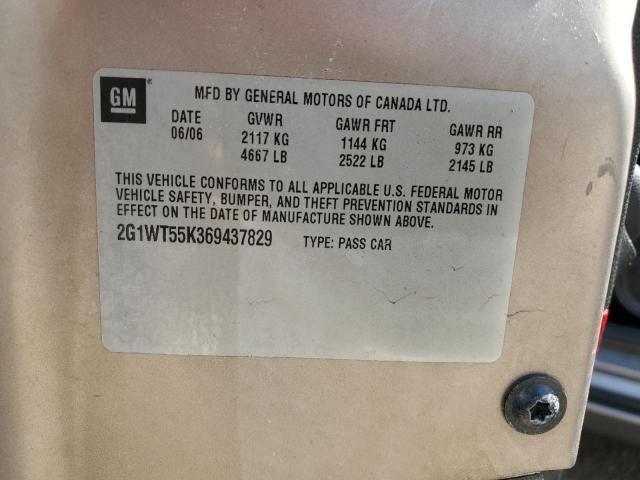 GM
MFD BY GENERAL MOTORS OF CANADA LTD.
DATE GVWR GAWR FRT GAWR RR
06/06 2117 KG 1144 KG 973 KG
4667 LB 2522 LB 2145 LB
THIS VEHICLE CONFORMS TO ALL APPLICABLE U.S. FEDERAL MOTOR
VEHICLE SAFETY, BUMPER, AND THEFT PREVENTION STANDARDS IN
EFFECT ON THE DATE OF MANUFACTURE SHOWN ABOVE.
2G1WT55K369437829 TYPE: PASS CAR